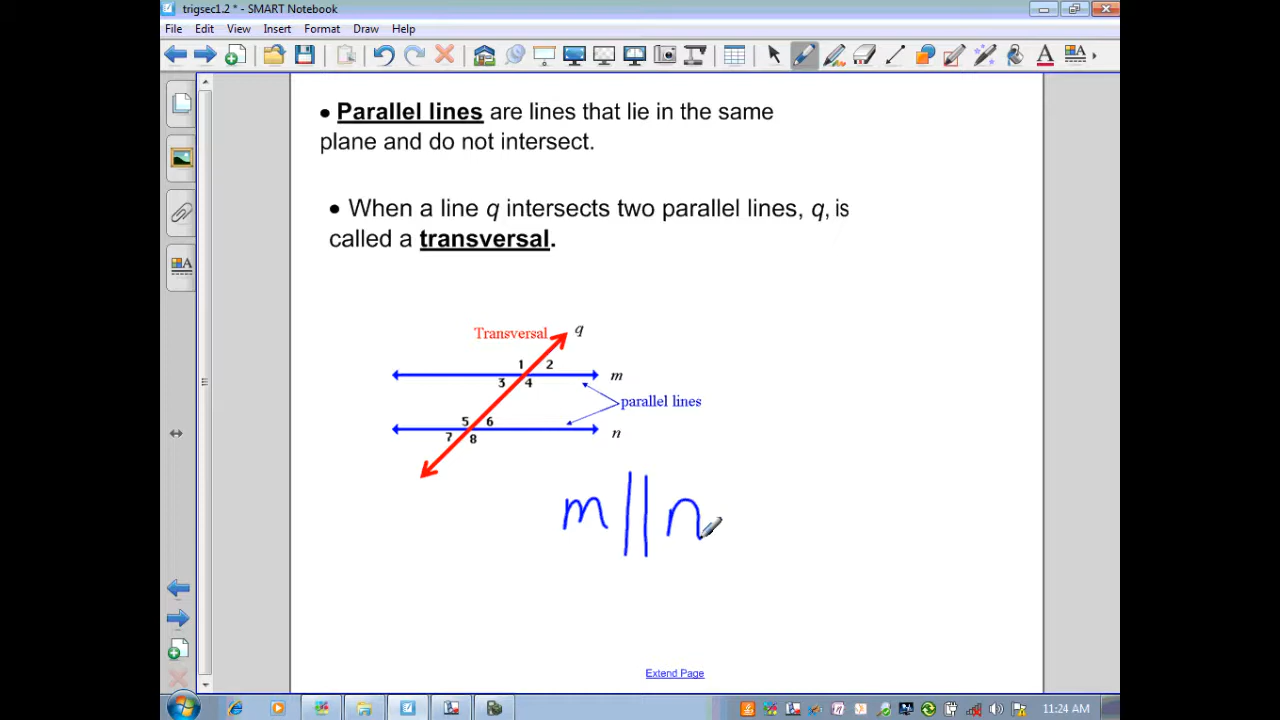 trigsec1.2 * - SMART Notebook
File Edit View Insert Format Draw Help
• Parallel lines are lines that lie in the same
plane and do not intersect.
• When a line q intersects two parallel lines, q, is
called a transversal.
Transversal q
1 2
m
3 4
parallel lines
5 6
n
7 8
m || n
Extend Page
11:24 AM